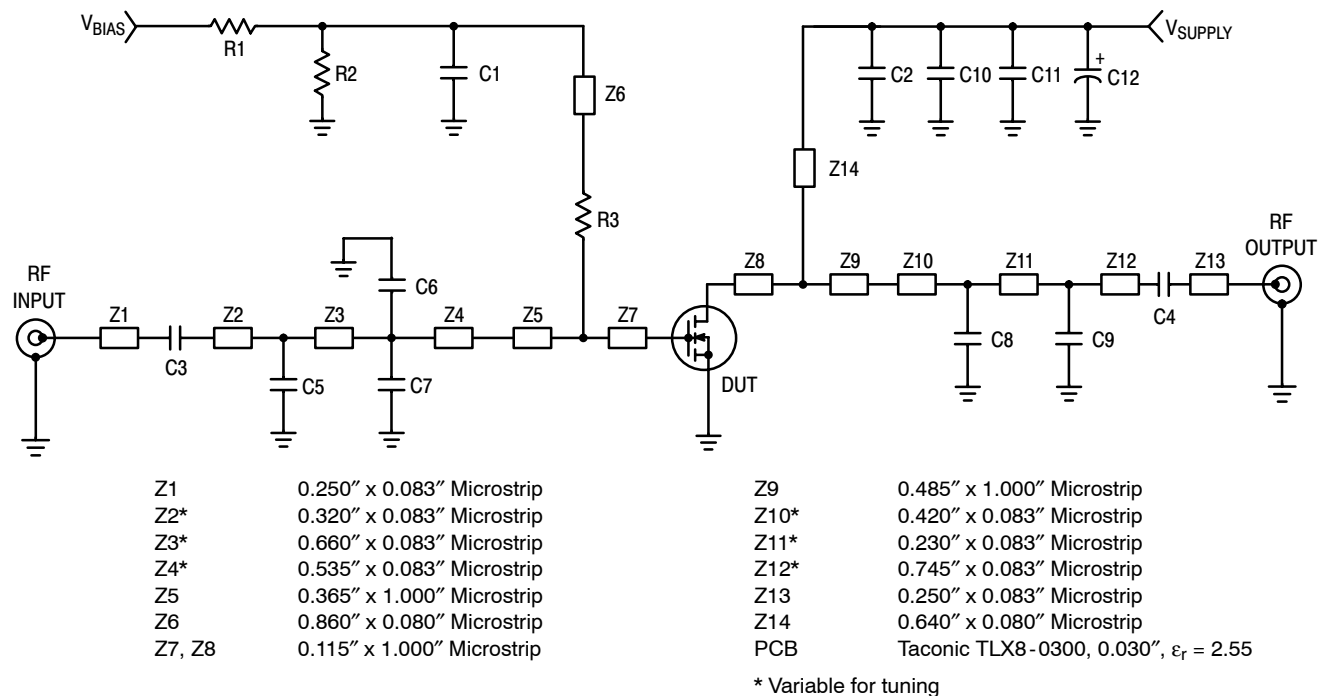 V_BIAS
R1
R2
C1
Z6
R3
V_SUPPLY
C2
C10
C11
+
C12
Z14
RF
INPUT
Z1
C3
Z2
C5
Z3
C6
C7
Z4
Z5
Z7
DUT
Z8
Z9
Z10
C8
Z11
C9
Z12
C4
Z13
RF
OUTPUT
Z1 0.250″ x 0.083″ Microstrip
Z2* 0.320″ x 0.083″ Microstrip
Z3* 0.660″ x 0.083″ Microstrip
Z4* 0.535″ x 0.083″ Microstrip
Z5 0.365″ x 1.000″ Microstrip
Z6 0.860″ x 0.080″ Microstrip
Z7, Z8 0.115″ x 1.000″ Microstrip
Z9 0.485″ x 1.000″ Microstrip
Z10* 0.420″ x 0.083″ Microstrip
Z11* 0.230″ x 0.083″ Microstrip
Z12* 0.745″ x 0.083″ Microstrip
Z13 0.250″ x 0.083″ Microstrip
Z14 0.640″ x 0.080″ Microstrip
PCB Taconic TLX8-0300, 0.030″, εr = 2.55
* Variable for tuning